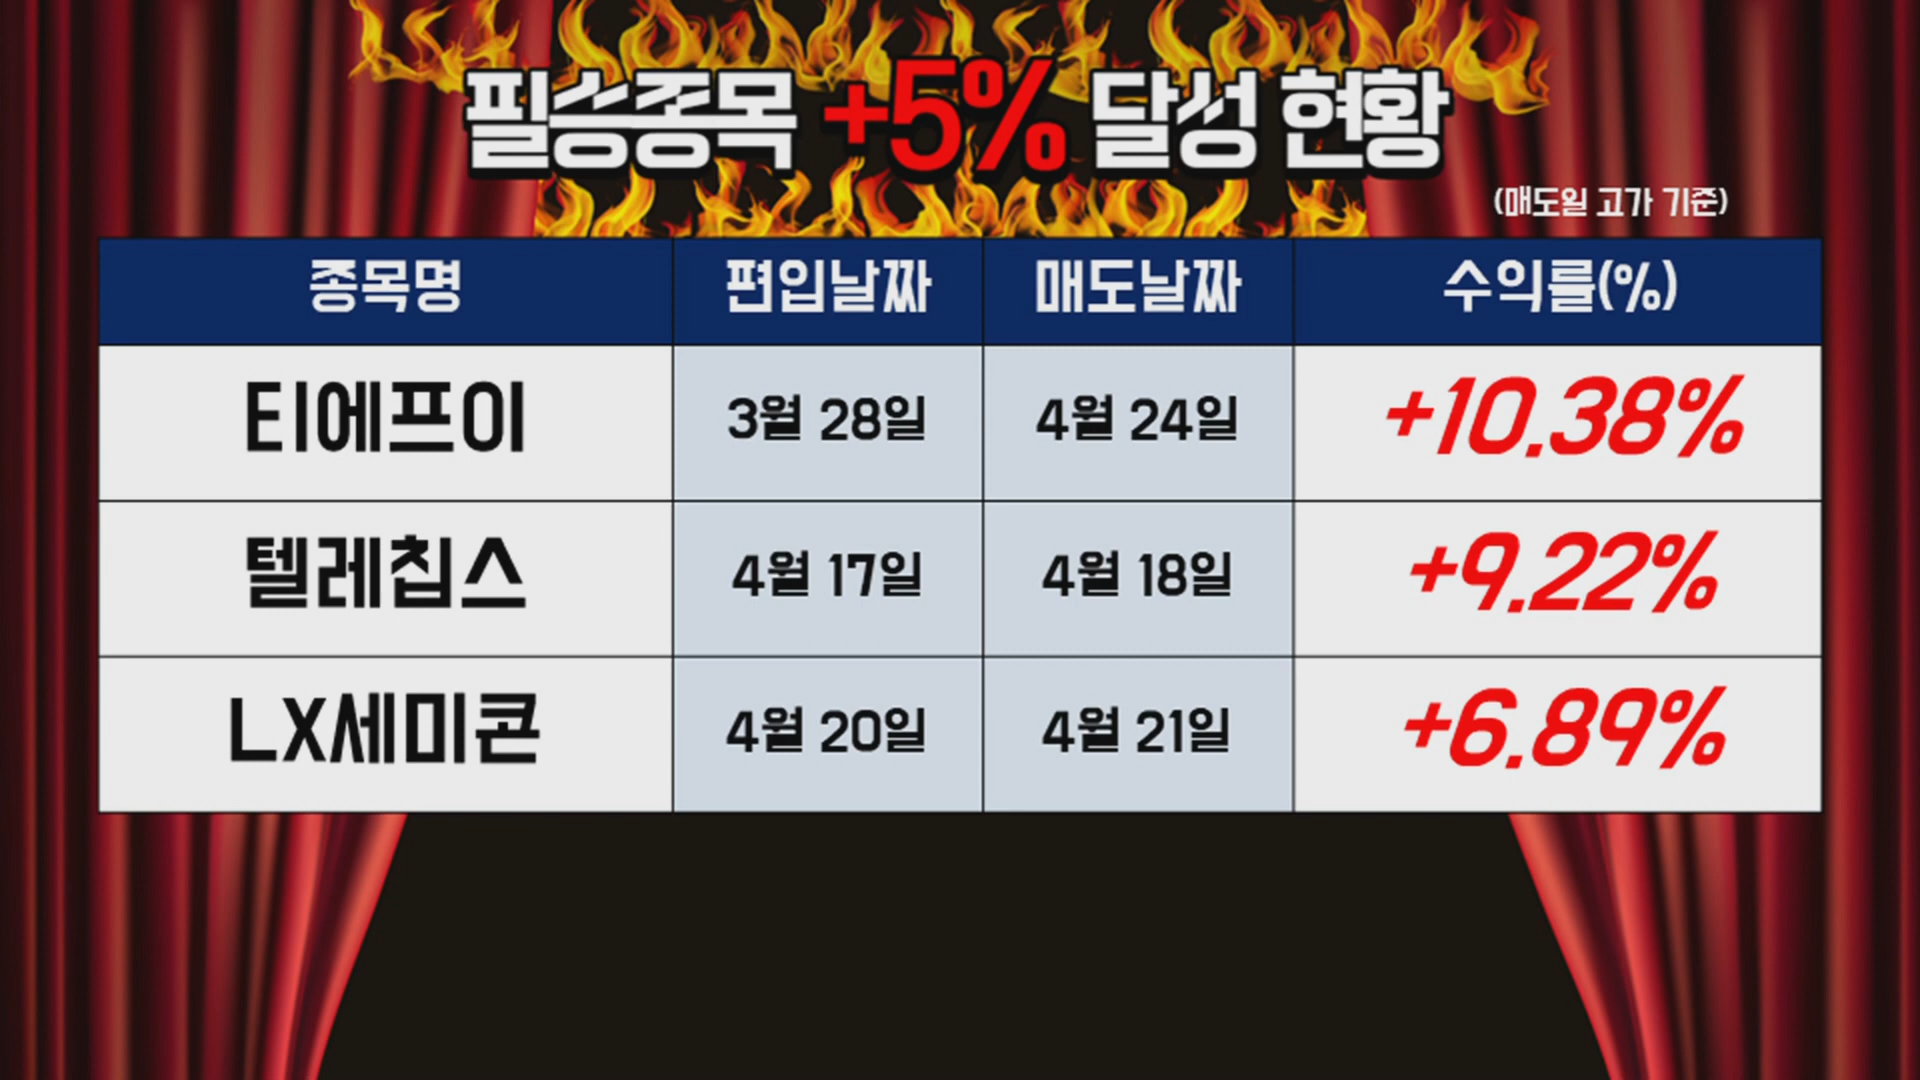 필승종목 +5% 달성 현황
(매도일 고가 기준)
종목명 편입날짜 매도날짜 수익률(%)
티에프이 3월 28일 4월 24일 +10.38%
텔레칩스 4월 17일 4월 18일 +9.22%
LX세미콘 4월 20일 4월 21일 +6.89%